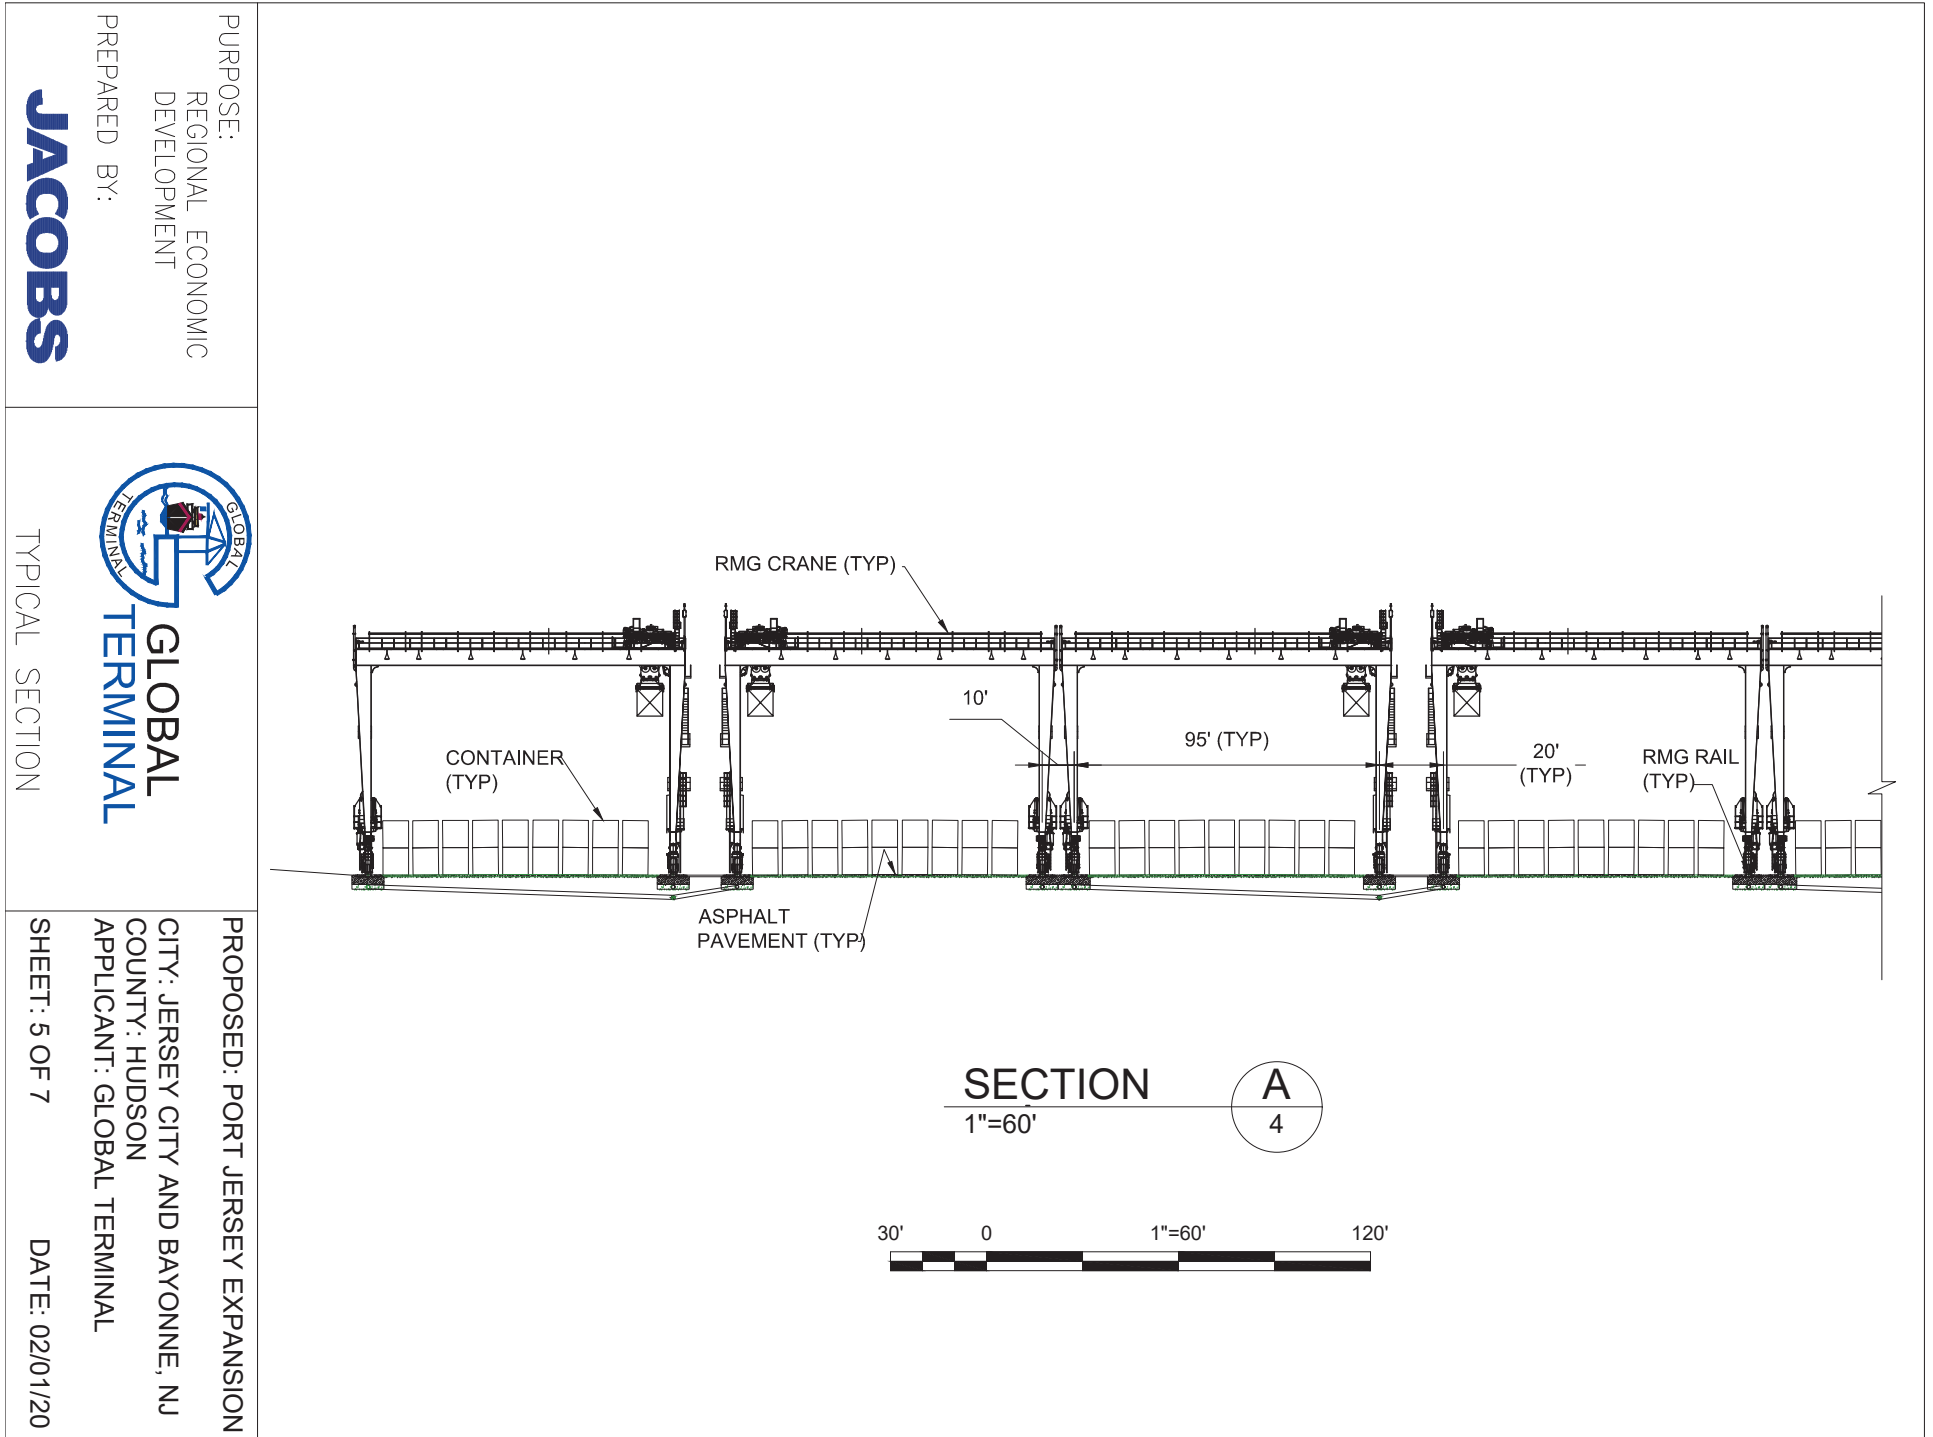 PURPOSE:
REGIONAL ECONOMIC
DEVELOPMENT
PREPARED BY:
JACOBS
GLOBAL
TERMINAL
GLOBAL
TERMINAL
TYPICAL SECTION
PROPOSED: PORT JERSEY EXPANSION
CITY: JERSEY CITY AND BAYONNE, NJ
COUNTY: HUDSON
APPLICANT: GLOBAL TERMINAL
SHEET: 5 OF 7 DATE: 02/01/20
RMG CRANE (TYP)
CONTAINER
(TYP)
10'
95' (TYP)
20'
(TYP)
RMG RAIL
(TYP)
ASPHALT
PAVEMENT (TYP)
SECTION
1"=60'
A
4
30' 0 1"=60' 120'